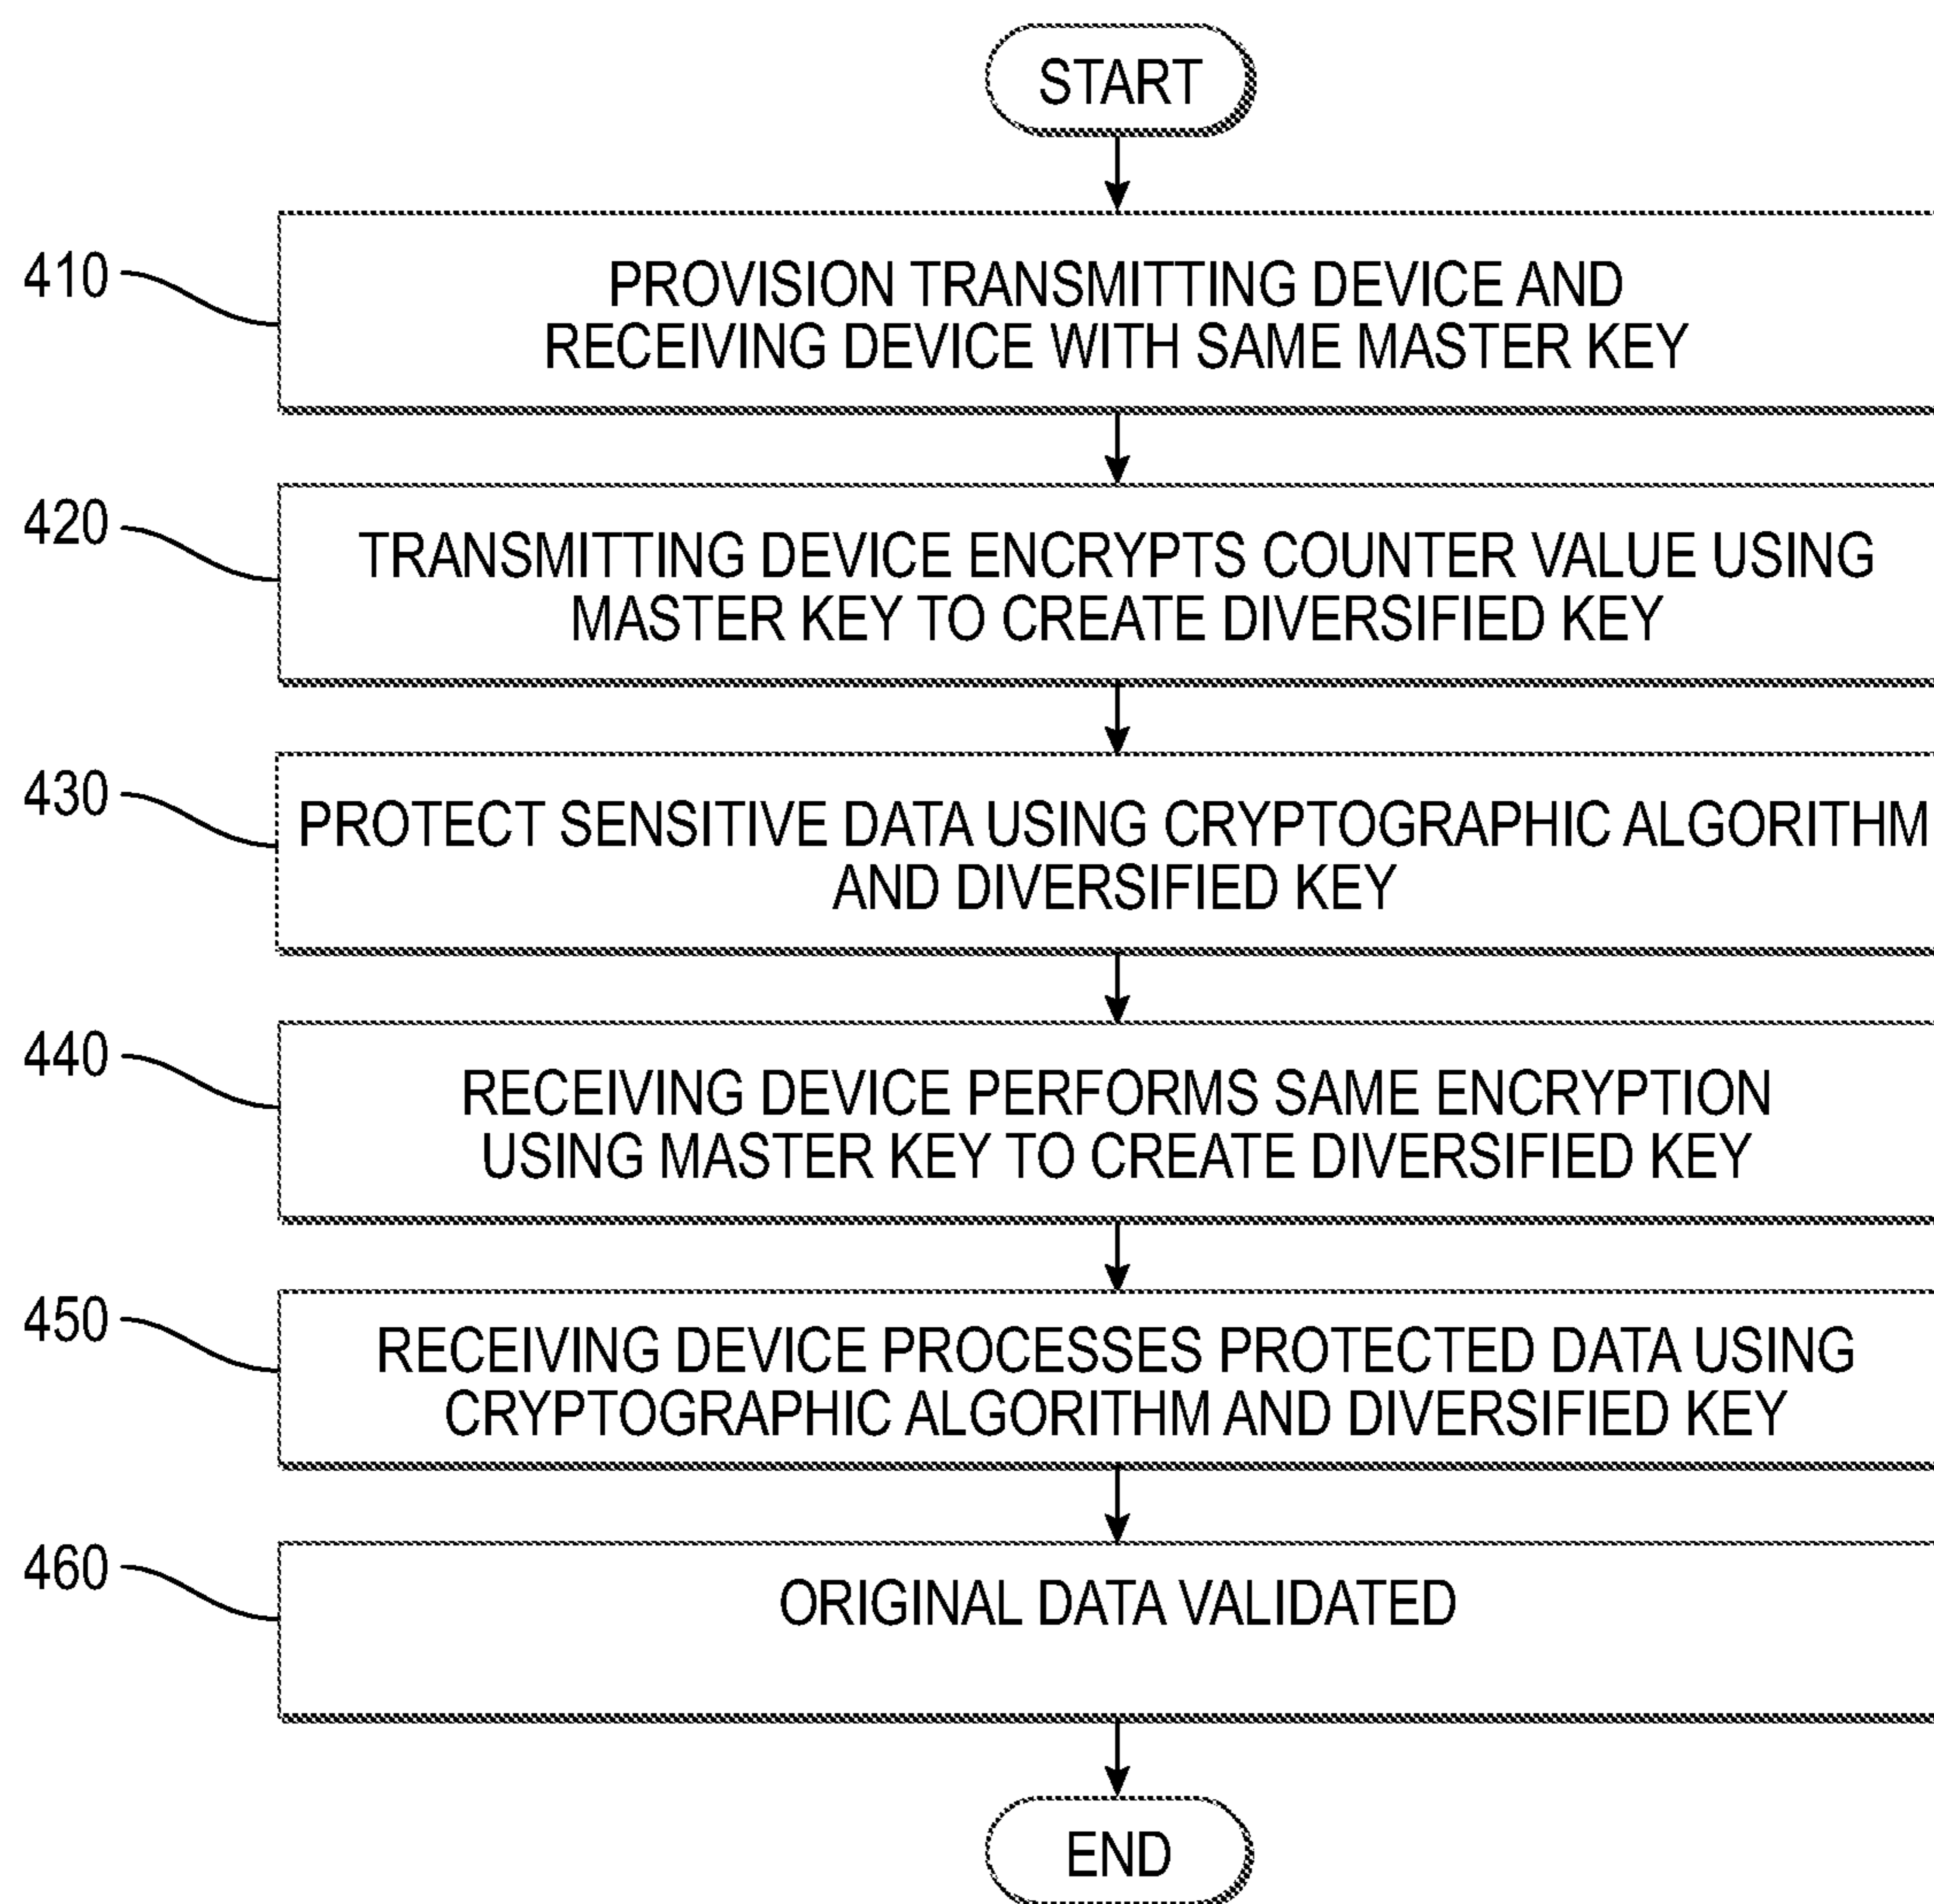 START
410
PROVISION TRANSMITTING DEVICE AND
RECEIVING DEVICE WITH SAME MASTER KEY
420
TRANSMITTING DEVICE ENCRYPTS COUNTER VALUE USING
MASTER KEY TO CREATE DIVERSIFIED KEY
430
PROTECT SENSITIVE DATA USING CRYPTOGRAPHIC ALGORITHM
AND DIVERSIFIED KEY
440
RECEIVING DEVICE PERFORMS SAME ENCRYPTION
USING MASTER KEY TO CREATE DIVERSIFIED KEY
450
RECEIVING DEVICE PROCESSES PROTECTED DATA USING
CRYPTOGRAPHIC ALGORITHM AND DIVERSIFIED KEY
460
ORIGINAL DATA VALIDATED
END